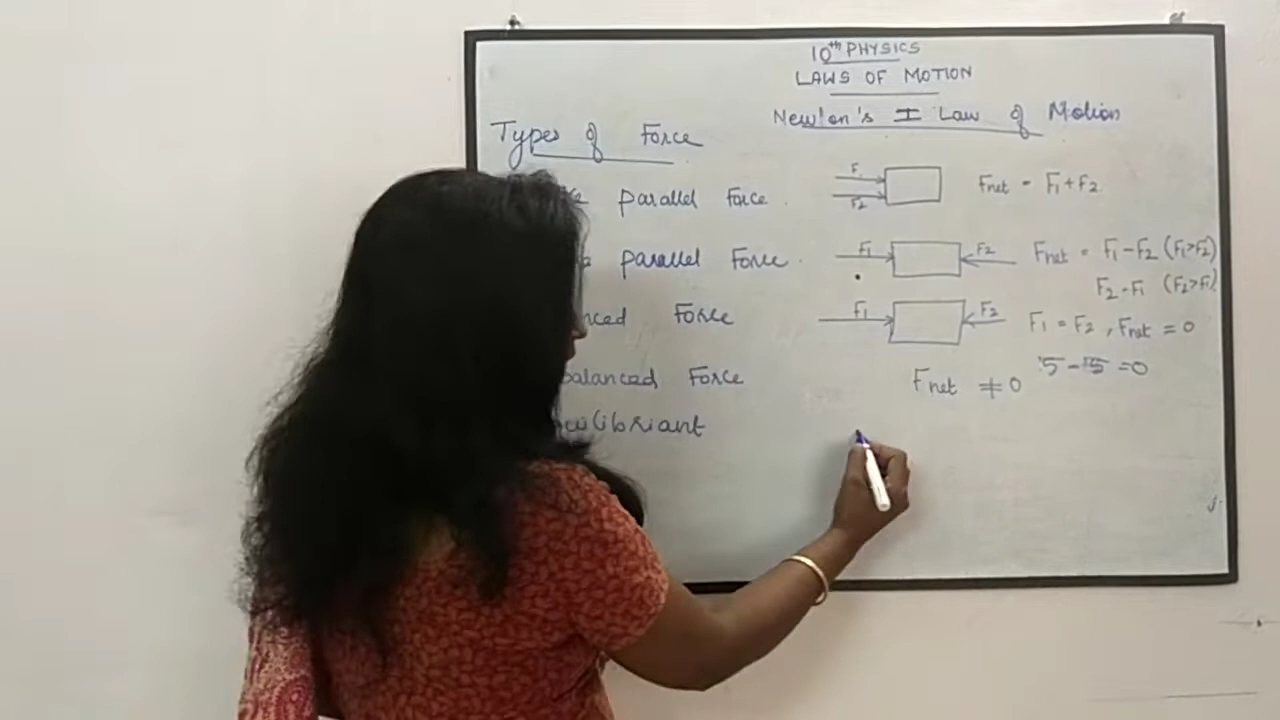 10th PHYSICS
LAWS OF MOTION
Newton's I Law of Motion
Types of Force
parallel Force.
F1
F2
Fnet = F1 + F2
parallel Force.
F1
F2
Fnet = F1 - F2 (F1>F2)
F2 - F1 (F2>F1)
Force
F1
F2
F1 = F2, Fnet = 0
5 - 5 = 0
balanced Force
Fnet ≠ 0